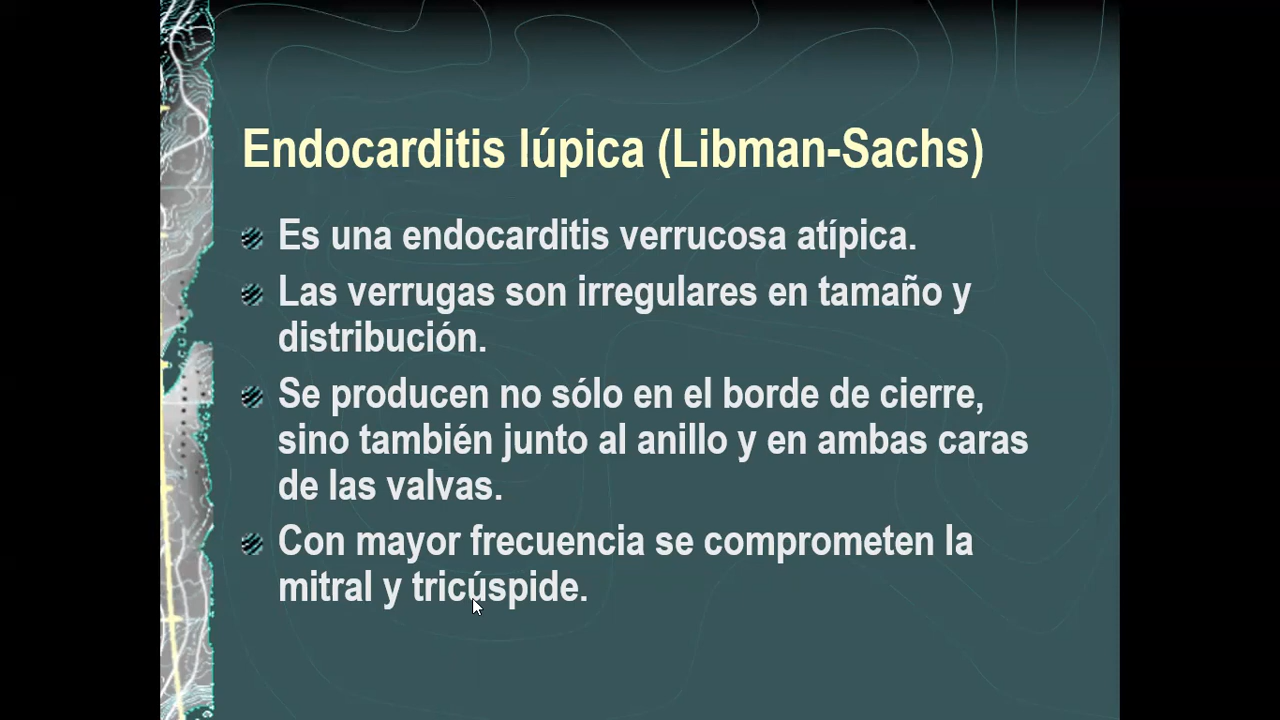 Endocarditis lúpica (Libman-Sachs)
Es una endocarditis verrucosa atípica.
Las verrugas son irregulares en tamaño y
distribución.
Se producen no sólo en el borde de cierre,
sino también junto al anillo y en ambas caras
de las valvas.
Con mayor frecuencia se comprometen la
mitral y tricúspide.